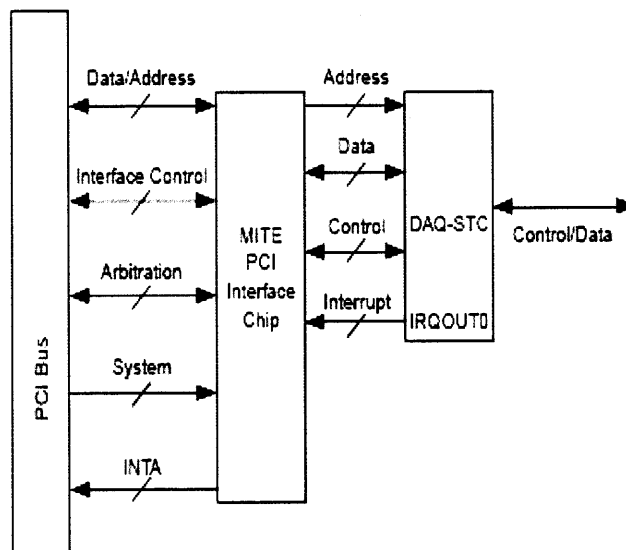 Data/Address
Address
Data
Interface Control
MITE
PCI
Interface
Chip
Control
DAQ-STC
Control/Data
Arbitration
Interrupt
IRQOUT0
System
INTA
PCI Bus